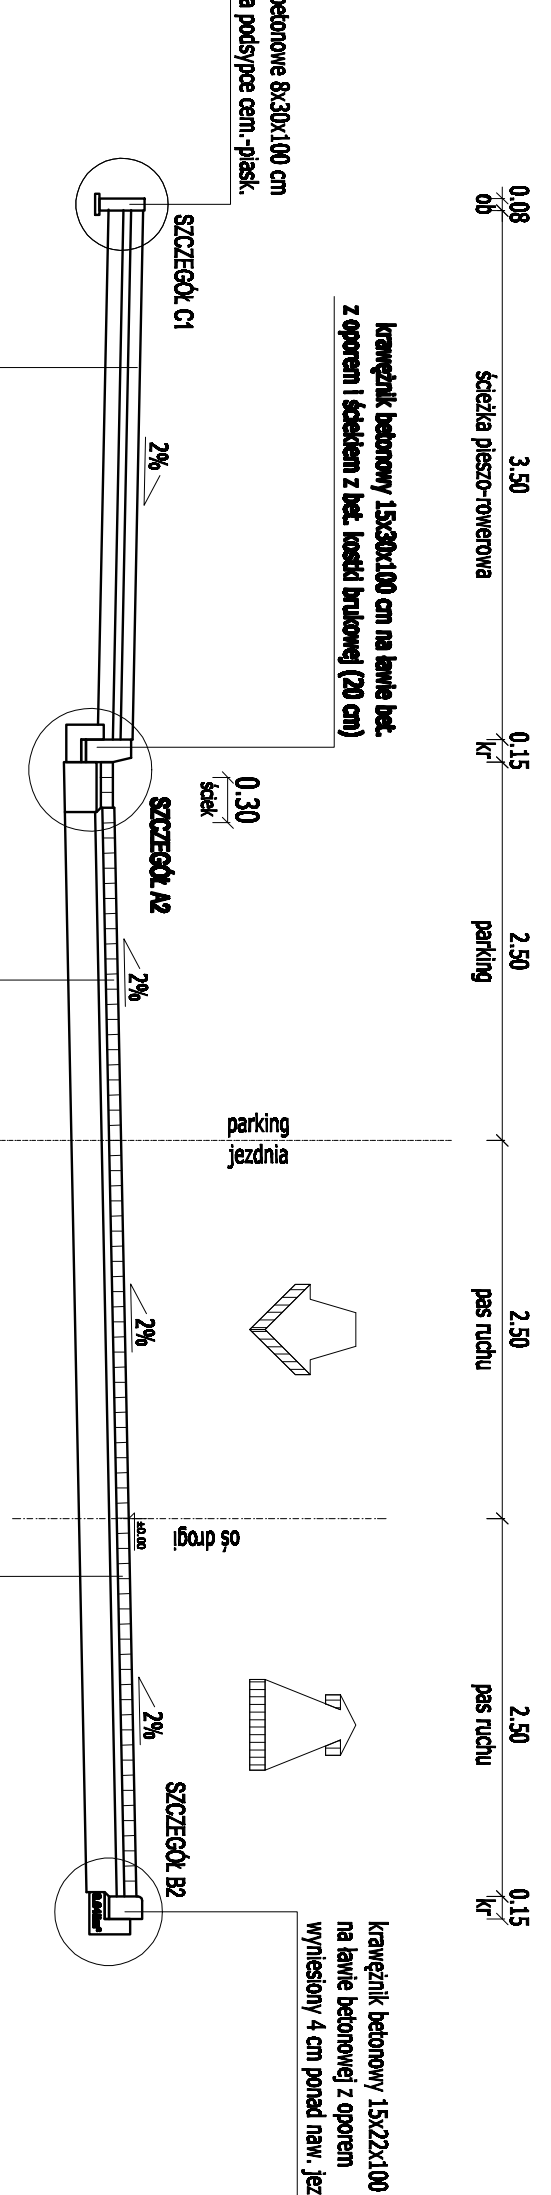 betonowe 8x30x100 cm
a podsypce cem.-piask.
0.08
ob
3.50
ścieżka pieszo-rowerowa
0.15
kr
2.50
parking
2.50
pas ruchu
2.50
pas ruchu
0.15
kr
SZCZEGÓŁ C1
2%
krawężnik betonowy 15x30x100 cm na ławie bet.
z oporem i ściekiem z bet. kostki brukowej (20 cm)
0.30
ściek
SZCZEGÓŁ A2
2%
parking
jezdnia
2%
oś drogi
±0.00
2%
SZCZEGÓŁ B2
krawężnik betonowy 15x22x100
na ławie betonowej z oporem
wyniesiony 4 cm ponad naw. jez